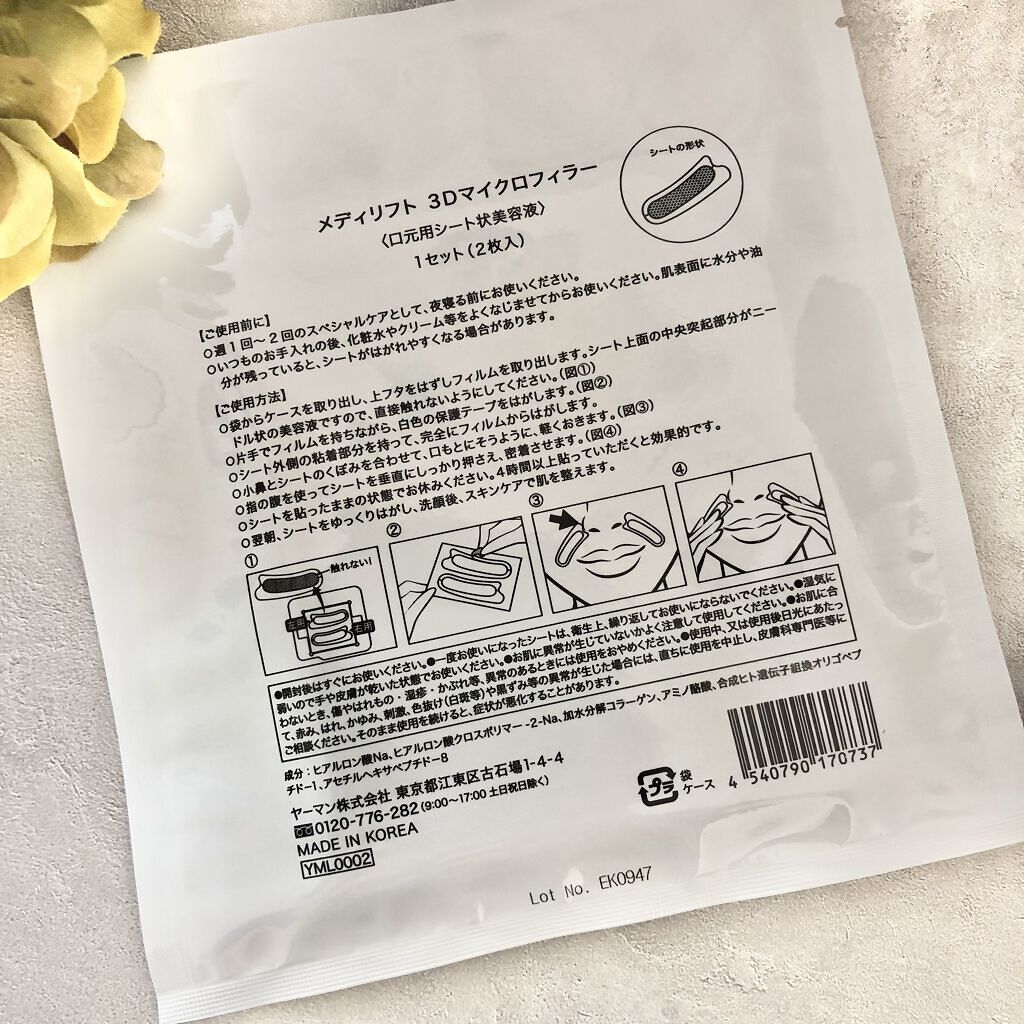 シートの形状
メディリフト 3Dマイクロフィラー
〈口元用シート状美容液〉
1セット(2枚入)
【ご使用前に】
○週1回〜2回のスペシャルケアとして、夜寝る前にお使いください。
○いつものお手入れの後、化粧水やクリーム等をよくなじませてからお使いください。肌表面に水分や油
分が残っていると、シートがはがれやすくなる場合があります。
【ご使用方法】
○袋からケースを取り出し、上フタをはずしフィルムを取り出します。シート上面の中央突起部分がニー
ドル状の美容液ですので、直接触れないようにしてください。(図①)
○片手でフィルムを持ちながら、白色の保護テープをはがします。(図②)
○シート外側の粘着部分を持って、完全にフィルムからはがします。
○小鼻とシートのくぼみを合わせて、口もとにそうように、軽くおきます。(図③)
○指の腹を使ってシートを垂直にしっかり押さえ、密着させます。(図④)
○シートを貼ったままの状態でお休みください。4時間以上貼っていただくと効果的です。
○翌朝、シートをゆっくりはがし、洗顔後、スキンケアで肌を整えます。
① ② ③ ④
触れない!
左用 右用
●開封後はすぐにお使いください。●一度お使いになったシートは、衛生上、繰り返してお使いにならないでください。●湿気に
弱いので手や皮膚が乾いた状態でお使いください。●お肌に異常が生じていないかよく注意して使用してください。●お肌に合
わないとき、傷やはれもの・湿疹・かぶれ等、異常のあるときには使用をおやめください。●使用中、又は使用後日光にあたっ
て、赤み、はれ、かゆみ、刺激、色抜け(白斑等)や黒ずみ等の異常が生じた場合には、直ちに使用を中止し、皮膚科専門医等に
ご相談ください。そのまま使用を続けると、症状が悪化することがあります。
成分:ヒアルロン酸Na、ヒアルロン酸クロスポリマー-2-Na、加水分解コラーゲン、アミノ酪酸、合成ヒト遺伝子組換オリゴペプ
チド-1、アセチルヘキサペプチド-8
ヤーマン株式会社 東京都江東区古石場1-4-4
0120-776-282(9:00〜17:00 土日祝日除く)
MADE IN KOREA
YML0002
プラ
袋
ケース
4 540790 170737
Lot No. EK0947